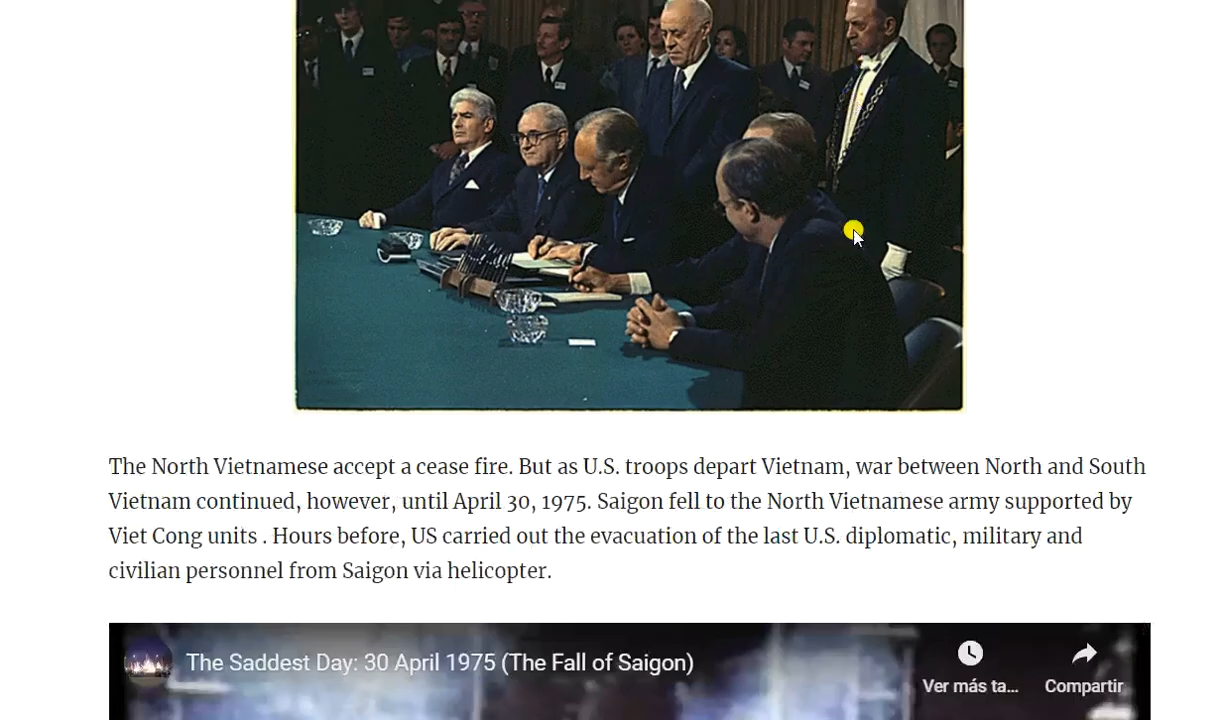 The North Vietnamese accept a cease fire. But as U.S. troops depart Vietnam, war between North and South
Vietnam continued, however, until April 30, 1975. Saigon fell to the North Vietnamese army supported by
Viet Cong units . Hours before, US carried out the evacuation of the last U.S. diplomatic, military and
civilian personnel from Saigon via helicopter.
The Saddest Day: 30 April 1975 (The Fall of Saigon)
Ver más ta...
Compartir